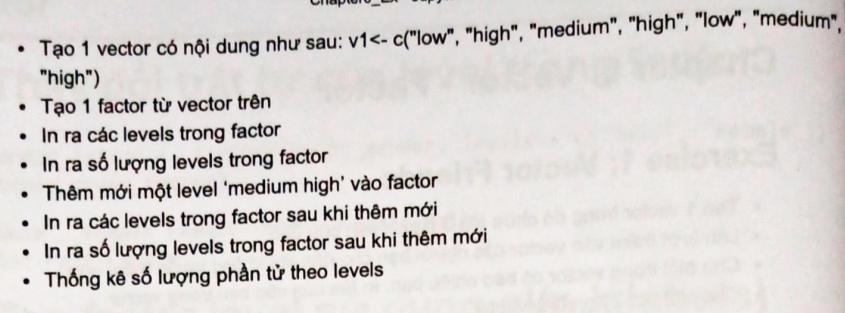 • Tạo 1 vector có nội dung như sau: v1<- c("low", "high", "medium", "high", "low", "medium",
"high")
• Tạo 1 factor từ vector trên
• In ra các levels trong factor
• In ra số lượng levels trong factor
• Thêm mới một level 'medium high' vào factor
• In ra các levels trong factor sau khi thêm mới
• In ra số lượng levels trong factor sau khi thêm mới
• Thống kê số lượng phần tử theo levels